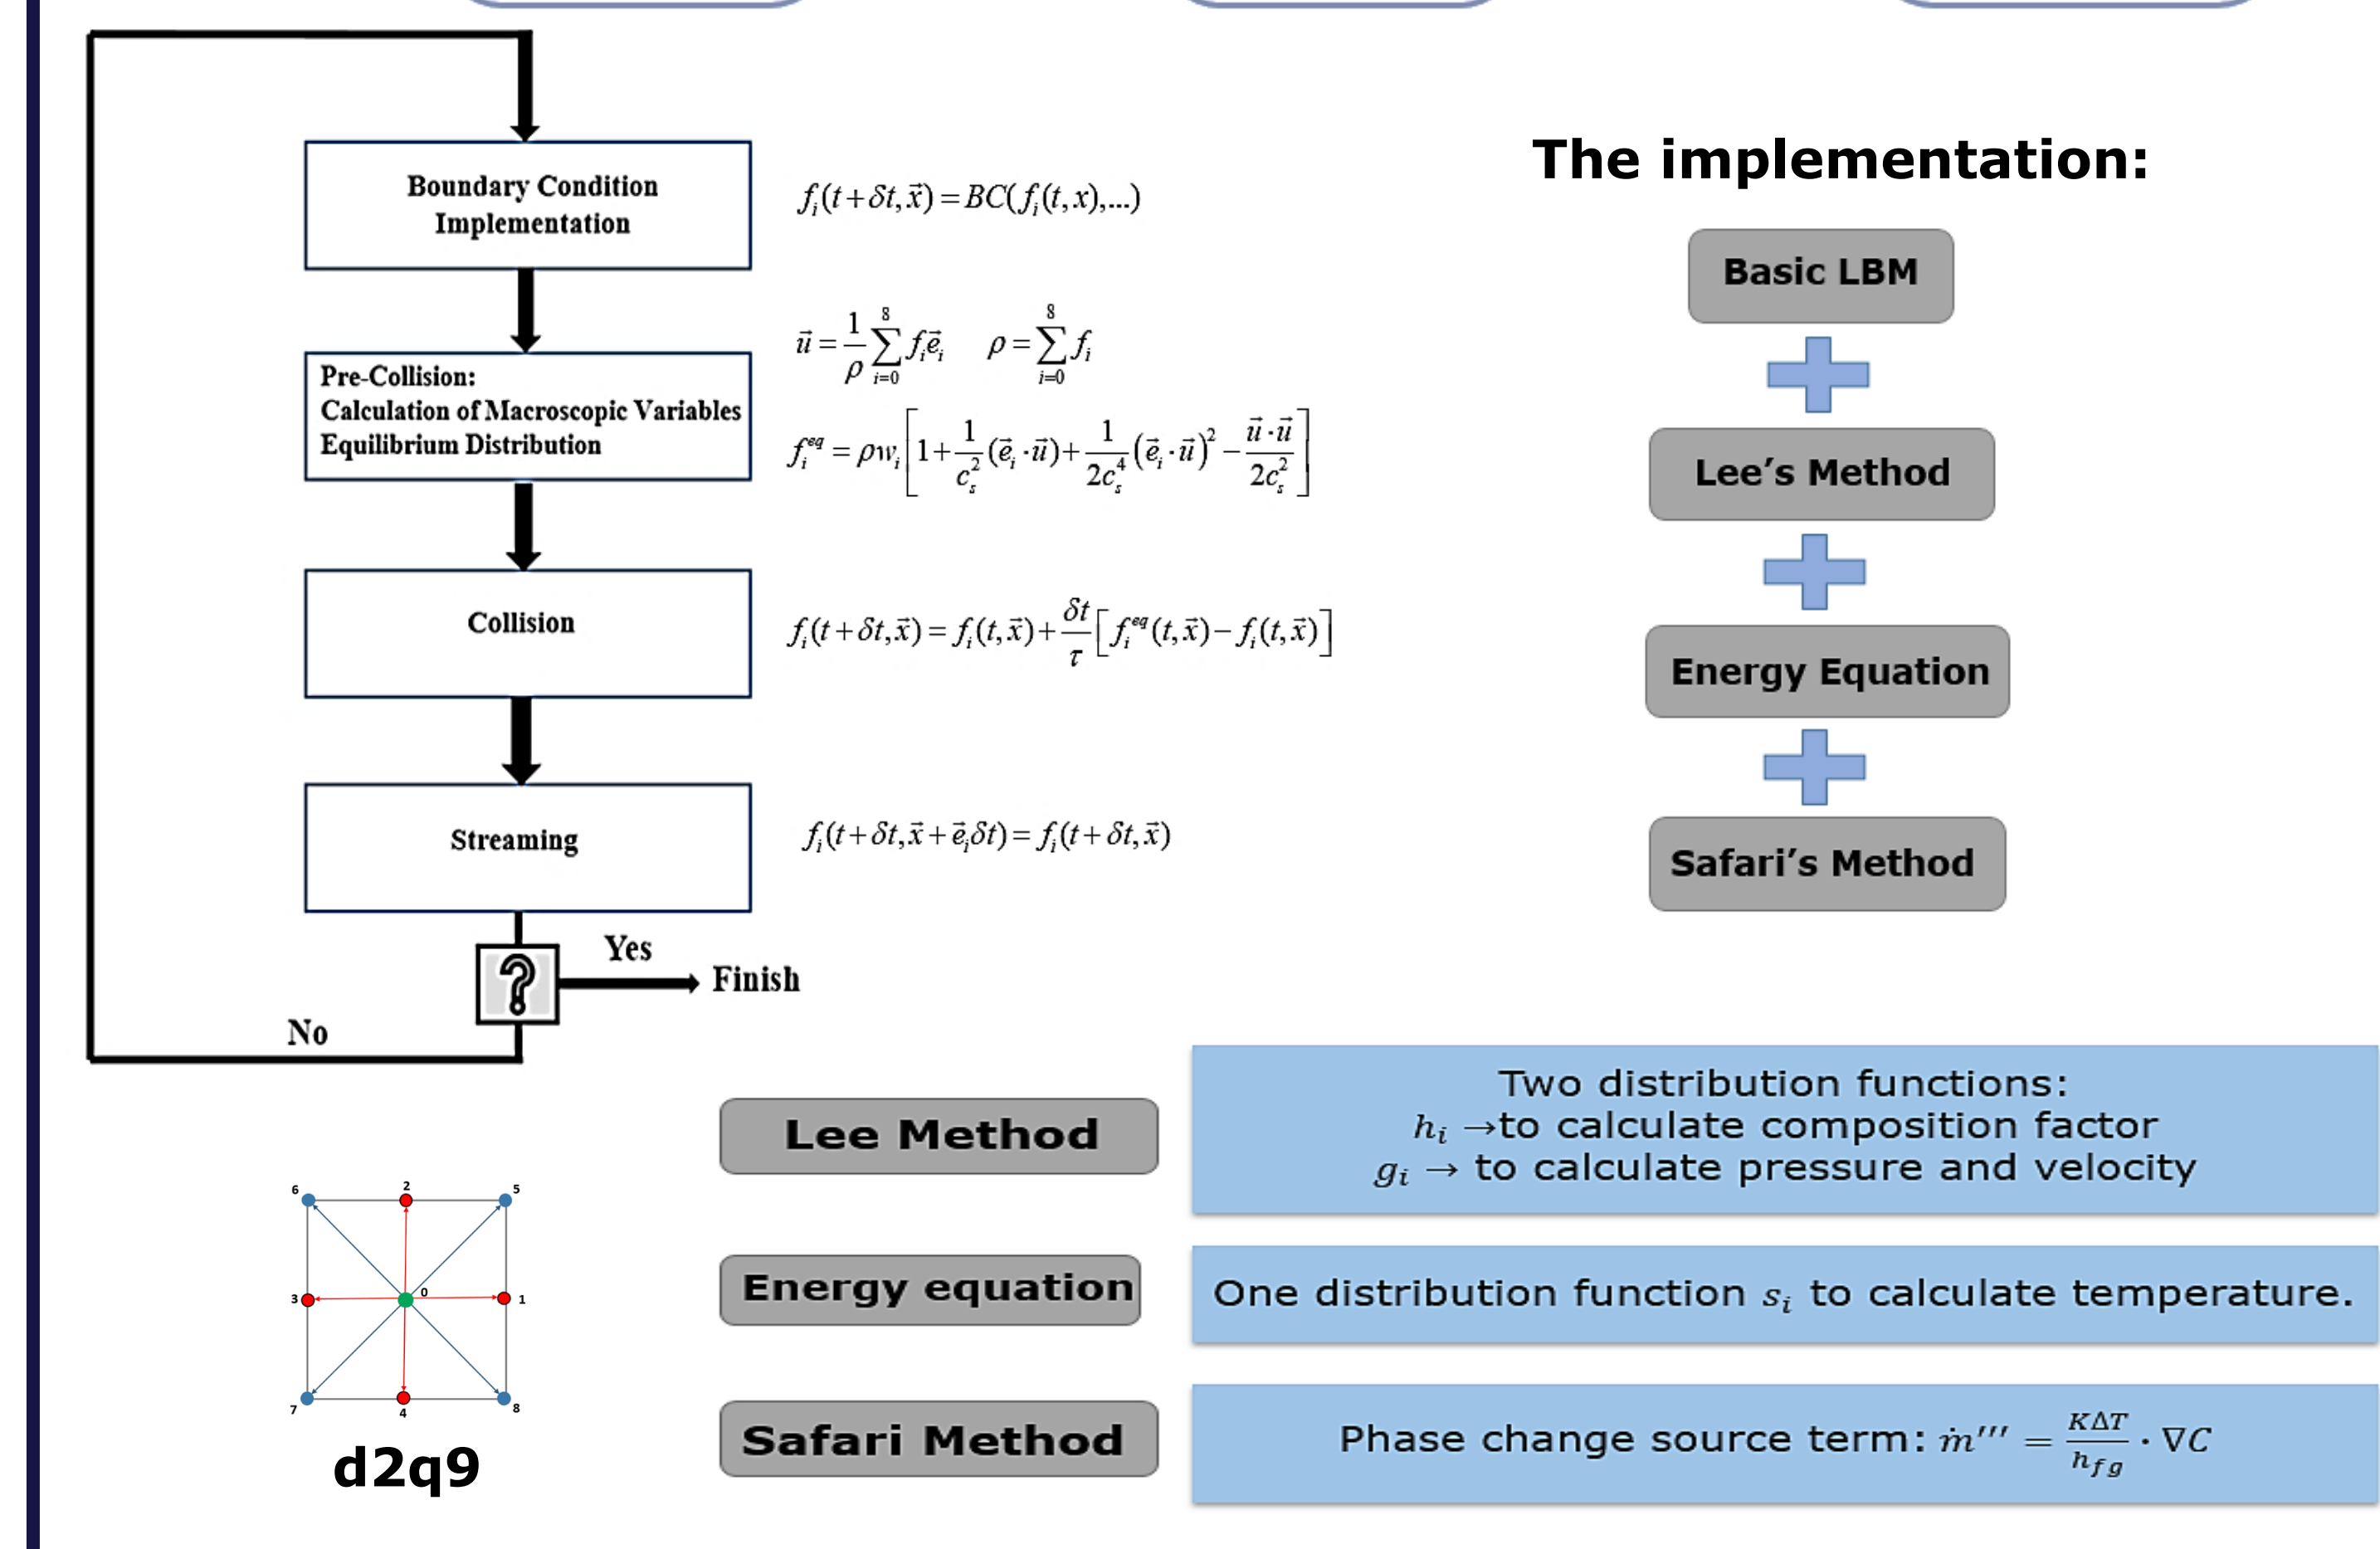 Boundary Condition
Implementation
f_i(t+δt,x⃗)=BC(f_i(t,x),...)
Pre-Collision:
Calculation of Macroscopic Variables
Equilibrium Distribution
u⃗ = 1/ρ ∑_{i=0}^{8} f_i e⃗_i    ρ = ∑_{i=0}^{8} f_i
f_i^{eq} = ρw_i [1+ 1/c_s^2 (e⃗_i·u⃗)+ 1/2c_s^4 (e⃗_i·u⃗)^2 − u⃗·u⃗/2c_s^2]
Collision
f_i(t+δt,x⃗)= f_i(t,x⃗)+ δt/τ [f_i^{eq}(t,x⃗)− f_i(t,x⃗)]
Streaming
f_i(t+δt,x⃗+e⃗_iδt)= f_i(t+δt,x⃗)
?
Yes
Finish
No
The implementation:
Basic LBM
Lee’s Method
Energy Equation
Safari’s Method
6
2
5
3
0
1
7
4
8
d2q9
Lee Method
Two distribution functions:
h_i →to calculate composition factor
g_i → to calculate pressure and velocity
Energy equation
One distribution function s_i to calculate temperature.
Safari Method
Phase change source term: ṁ′′′ = KΔT/h_{fg} · ∇C